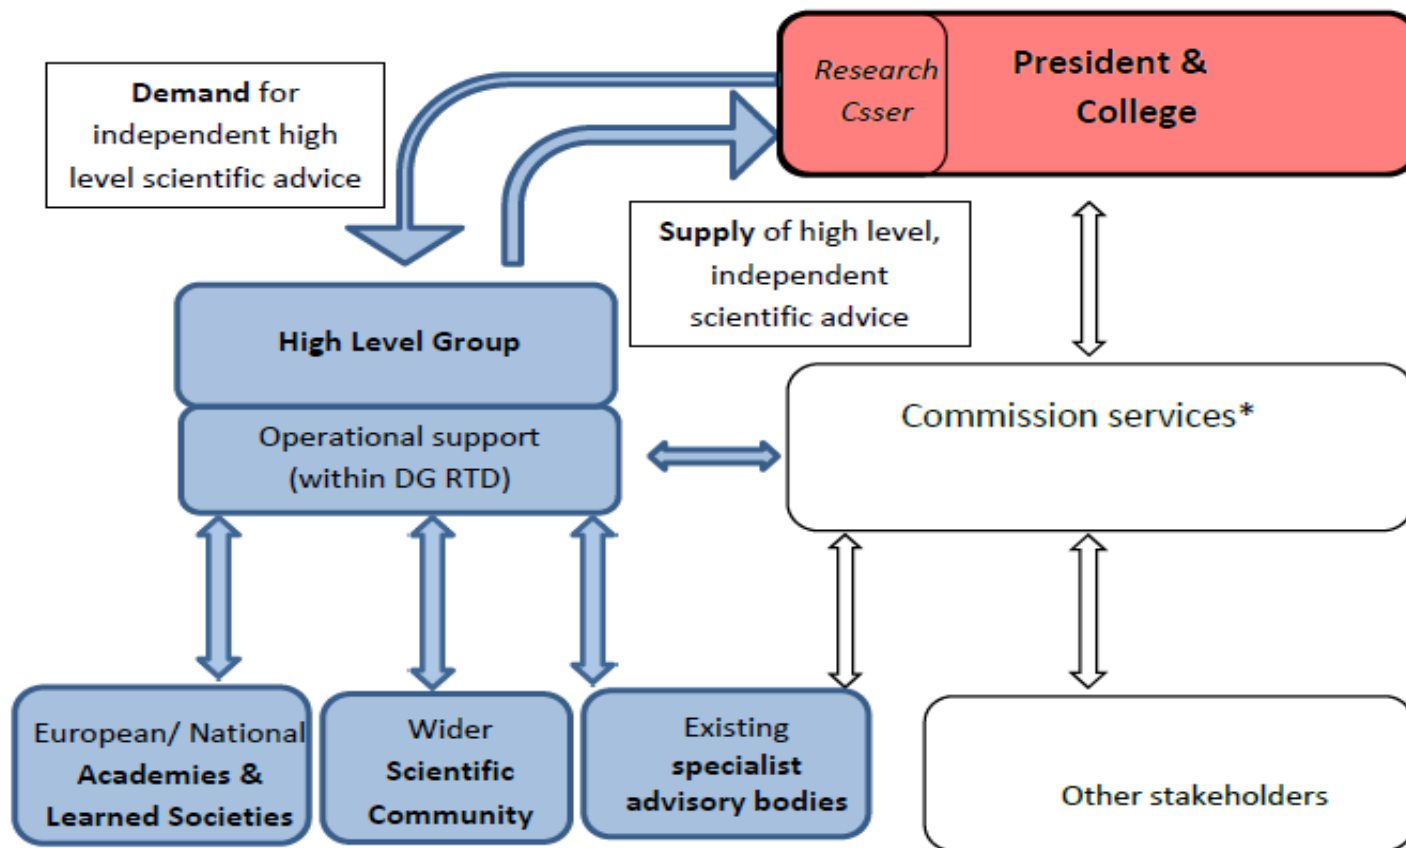 Demand for
independent high
level scientific advice
Research
Csser
President &
College
Supply of high level,
independent
scientific advice
High Level Group
Operational support
(within DG RTD)
Commission services*
European/ National
Academies &
Learned Societies
Wider
Scientific
Community
Existing
specialist
advisory bodies
Other stakeholders